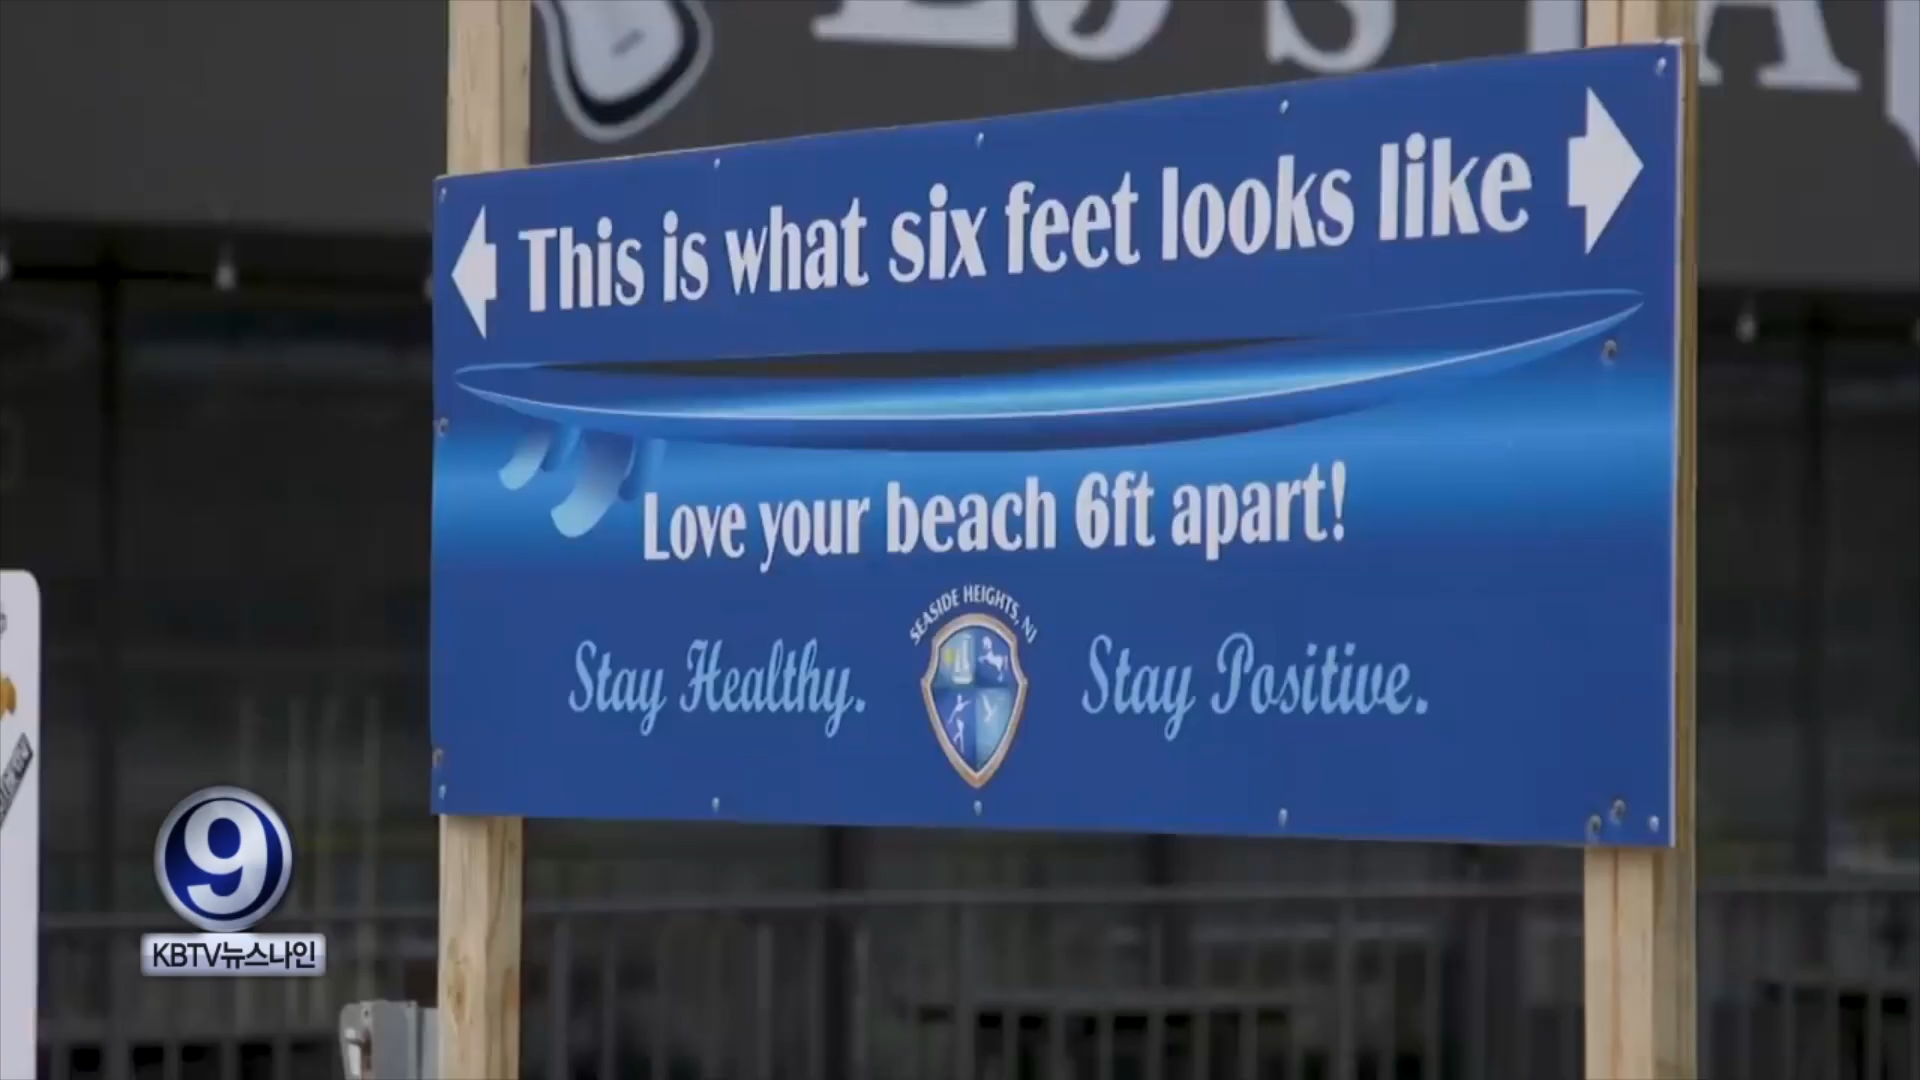 This is what six feet looks like
Love your beach 6ft apart!
SEASIDE HEIGHTS, NJ
Stay Healthy. Stay Positive.
9
KBTV뉴스나인